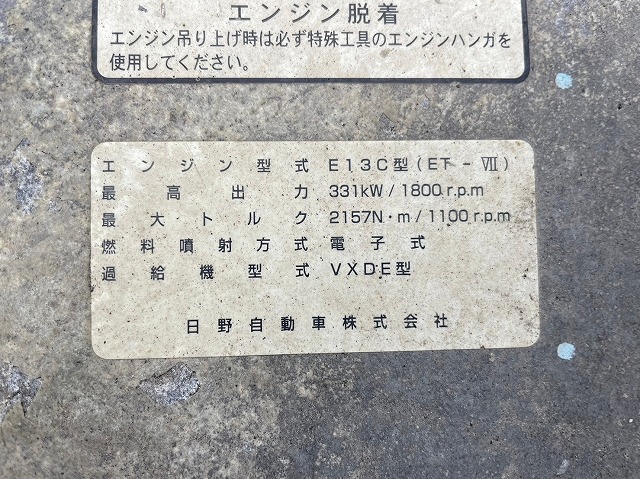 エンジン脱着
エンジン吊り上げ時は必ず特殊工具のエンジンハンガを
使用してください。
エンジン型式 E13C型(ET-Ⅶ)
最高出力 331kW/1800r.p.m
最大トルク 2157N・m/1100r.p.m
燃料噴射方式 電子式
過給機型式 VXDE型
日野自動車株式会社